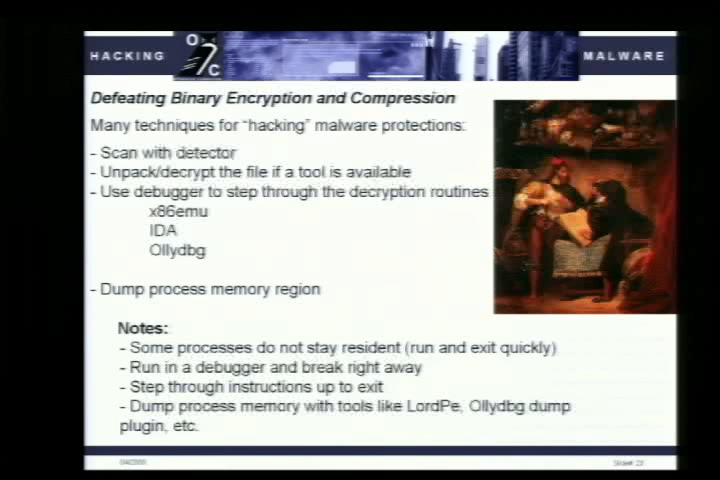 HACKING
O
C
MALWARE
Defeating Binary Encryption and Compression
Many techniques for "hacking" malware protections:
- Scan with detector
- Unpack/decrypt the file if a tool is available
- Use debugger to step through the decryption routines
x86emu
IDA
Ollydbg
- Dump process memory region
Notes:
- Some processes do not stay resident (run and exit quickly)
- Run in a debugger and break right away
- Step through instructions up to exit
- Dump process memory with tools like LordPe, Ollydbg dump
plugin, etc.